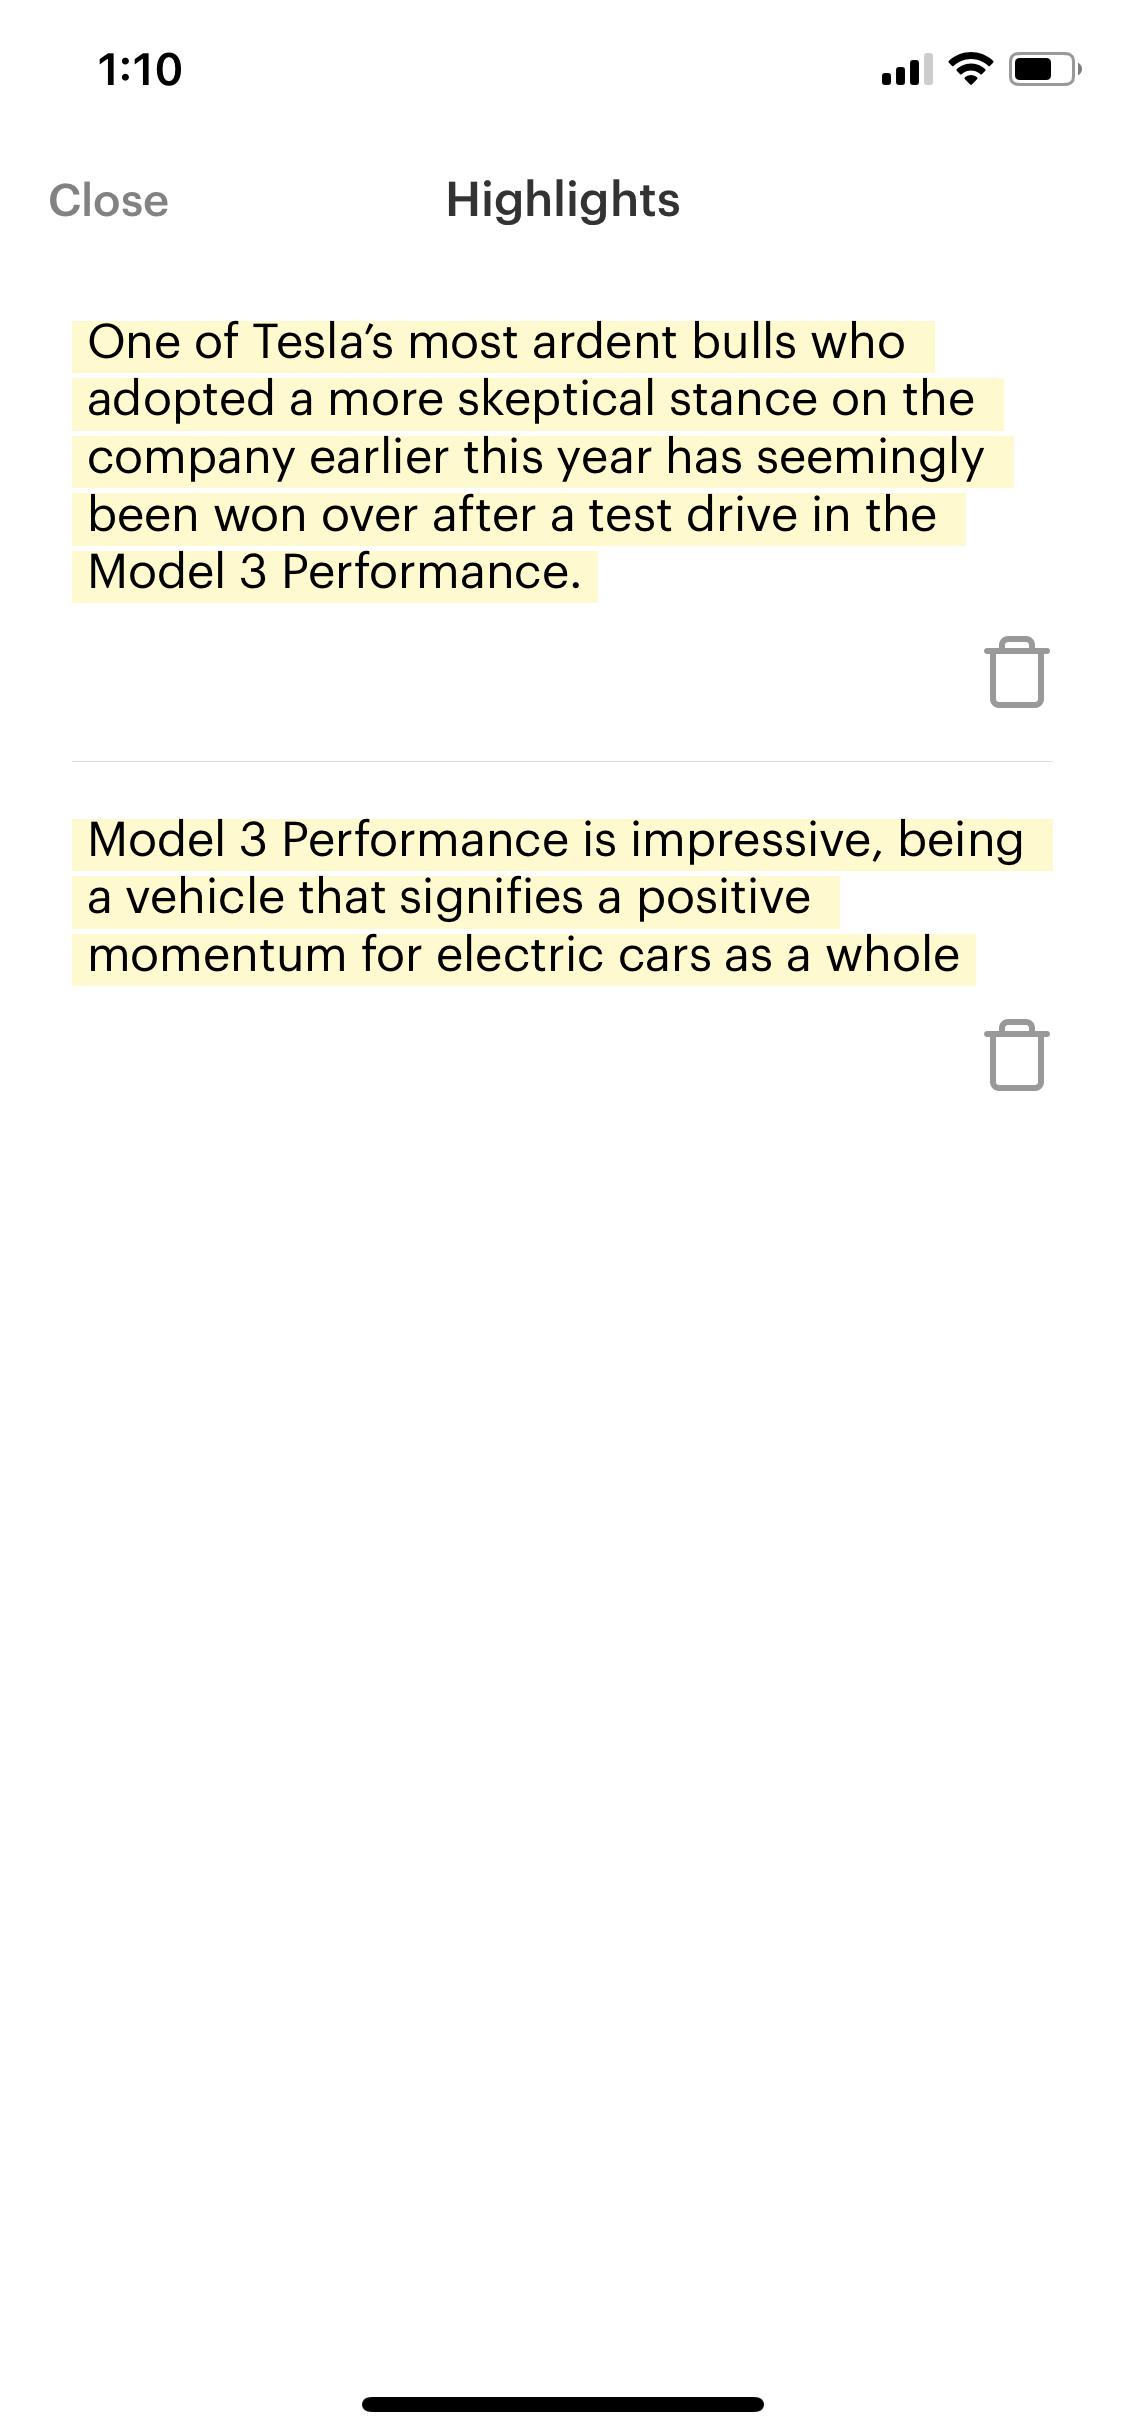 1:10
Close
Highlights
One of Tesla’s most ardent bulls who
adopted a more skeptical stance on the
company earlier this year has seemingly
been won over after a test drive in the
Model 3 Performance.
Model 3 Performance is impressive, being
a vehicle that signifies a positive
momentum for electric cars as a whole